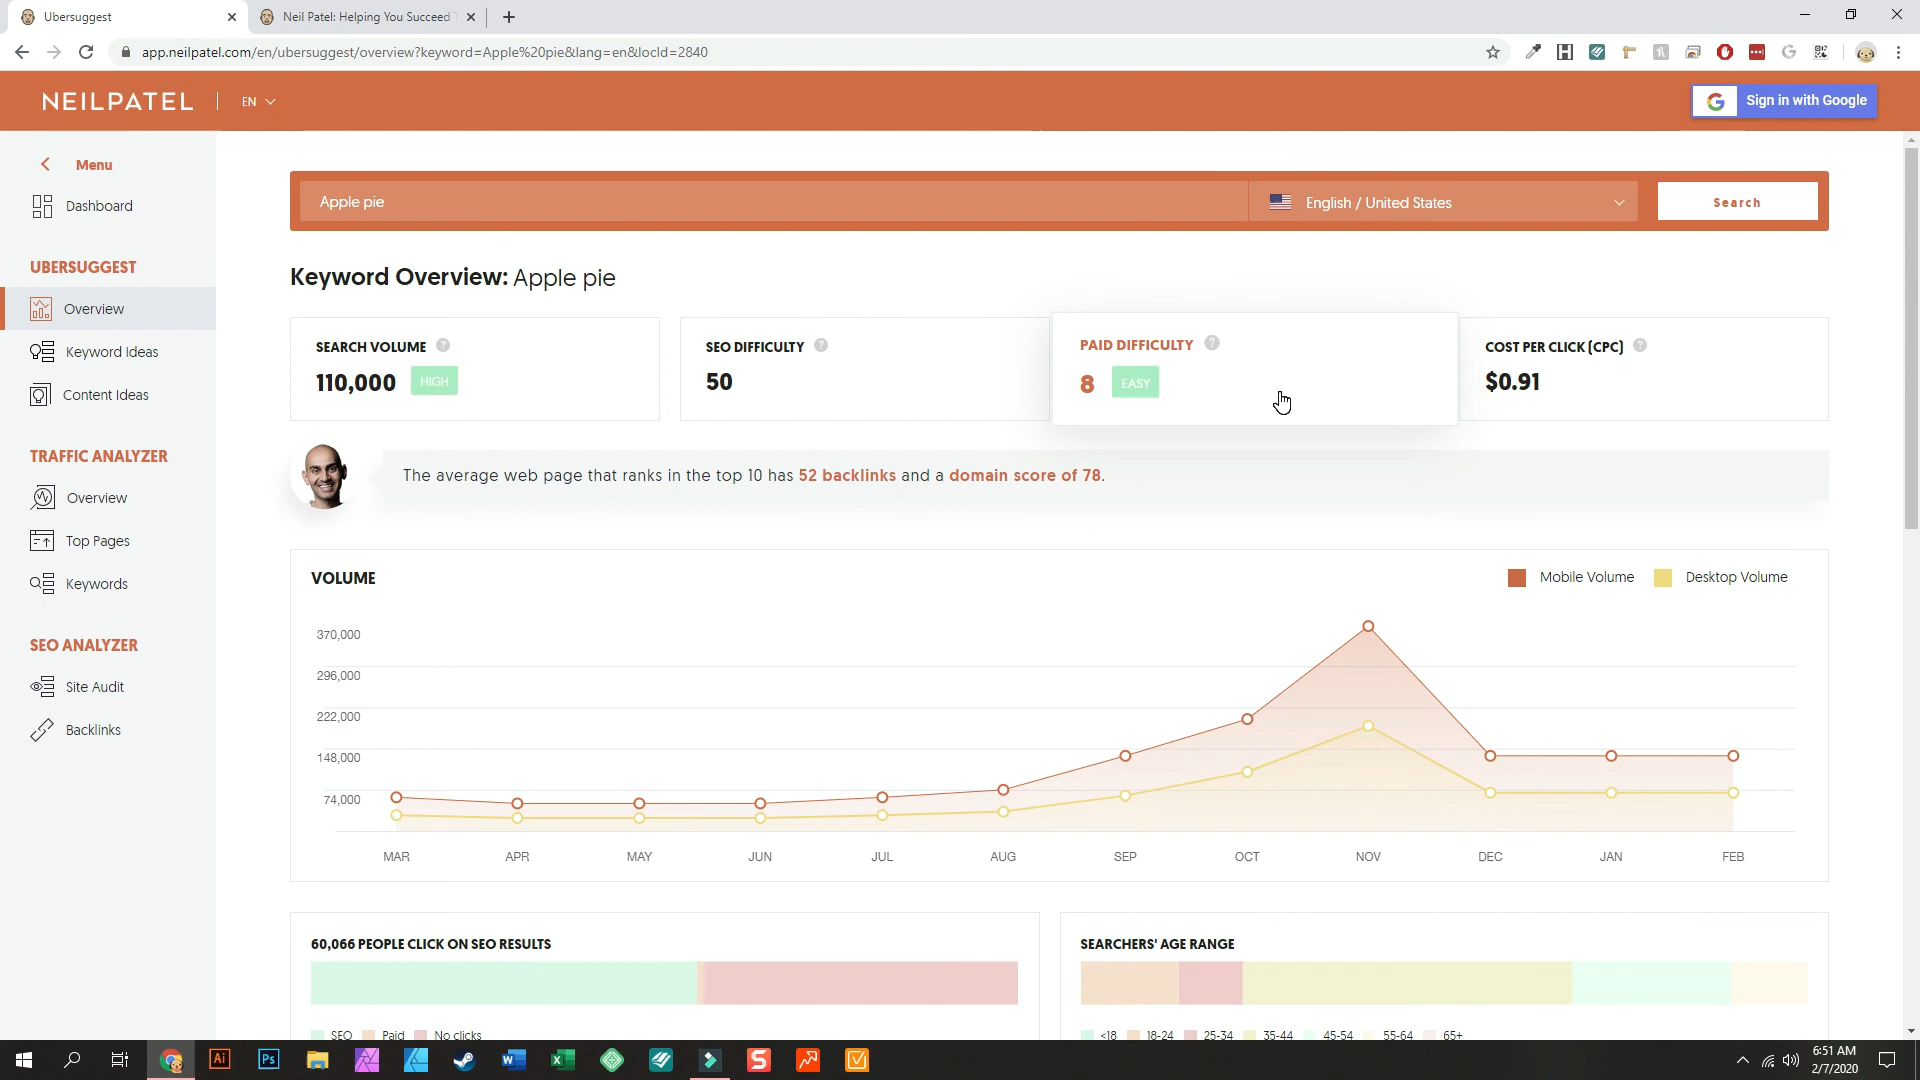 Ubersuggest
Neil Patel: Helping You Succeed
app.neilpatel.com/en/ubersuggest/overview?keyword=Apple%20pie&lang=en&locId=2840
NEILPATEL
EN
Sign in with Google
Menu
Dashboard
UBERSUGGEST
Overview
Keyword Ideas
Content Ideas
TRAFFIC ANALYZER
Overview
Top Pages
Keywords
SEO ANALYZER
Site Audit
Backlinks
Apple pie
English / United States
Search
Keyword Overview: Apple pie
SEARCH VOLUME ?
110,000 HIGH
SEO DIFFICULTY ?
50
PAID DIFFICULTY ?
8 EASY
COST PER CLICK (CPC) ?
$0.91
The average web page that ranks in the top 10 has 52 backlinks and a domain score of 78.
VOLUME
Mobile Volume Desktop Volume
370,000
296,000
222,000
148,000
74,000
MAR APR MAY JUN JUL AUG SEP OCT NOV DEC JAN FEB
60,066 PEOPLE CLICK ON SEO RESULTS
SEO Paid No clicks
SEARCHERS' AGE RANGE
<18 18-24 25-34 35-44 45-54 55-64 65+
Ai
Ps
6:51 AM
2/7/2020